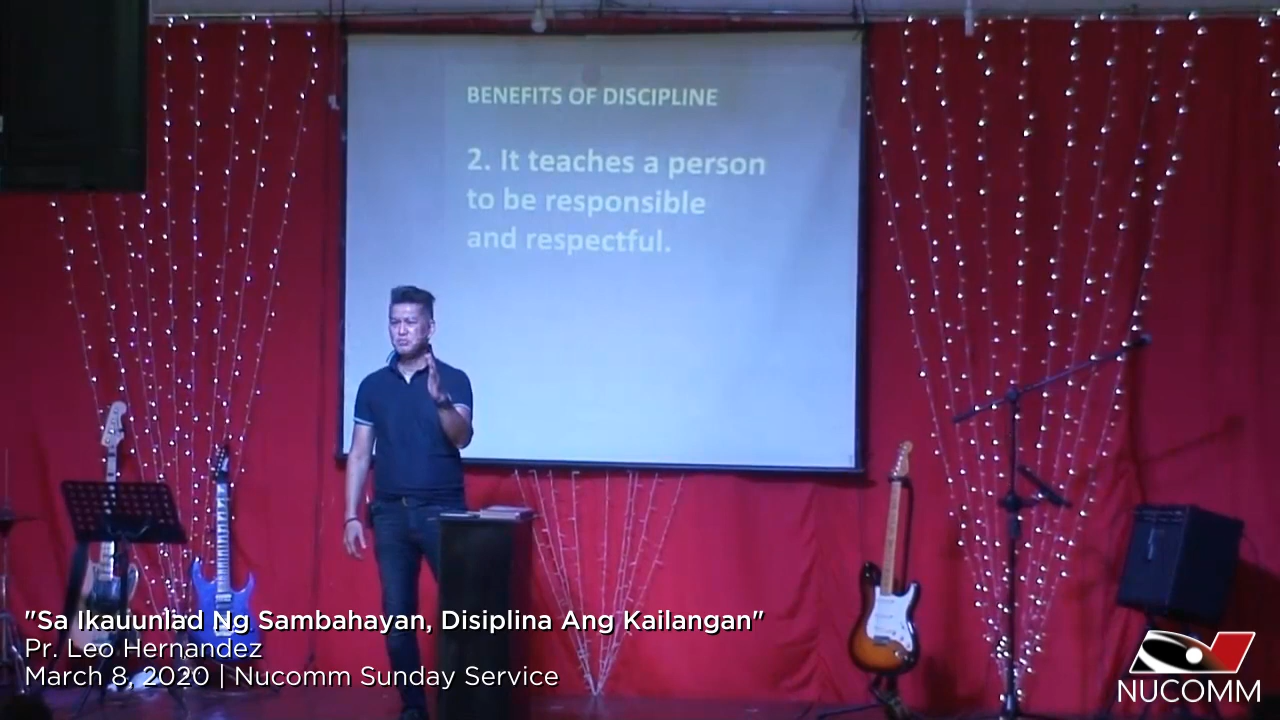 BENEFITS OF DISCIPLINE
2. It teaches a person
to be responsible
and respectful.
"Sa Ikauunlad Ng Sambahayan, Disiplina Ang Kailangan"
Pr. Leo Hernandez
March 8, 2020 | Nucomm Sunday Service
NUCOMM